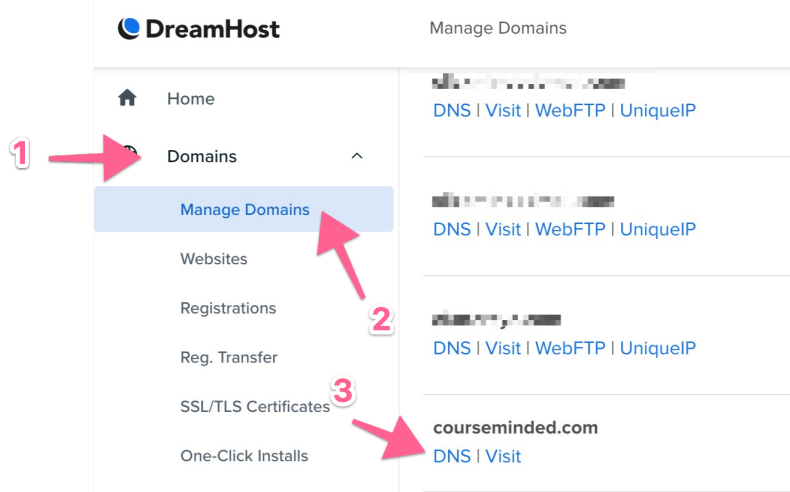 DreamHost
Manage Domains
Home
1
Domains
Manage Domains
2
Websites
Registrations
Reg. Transfer
SSL/TLS Certificates
3
One-Click Installs
DNS | Visit | WebFTP | UniqueIP
DNS | Visit | WebFTP | UniqueIP
DNS | Visit | WebFTP | UniqueIP
courseminded.com
DNS | Visit